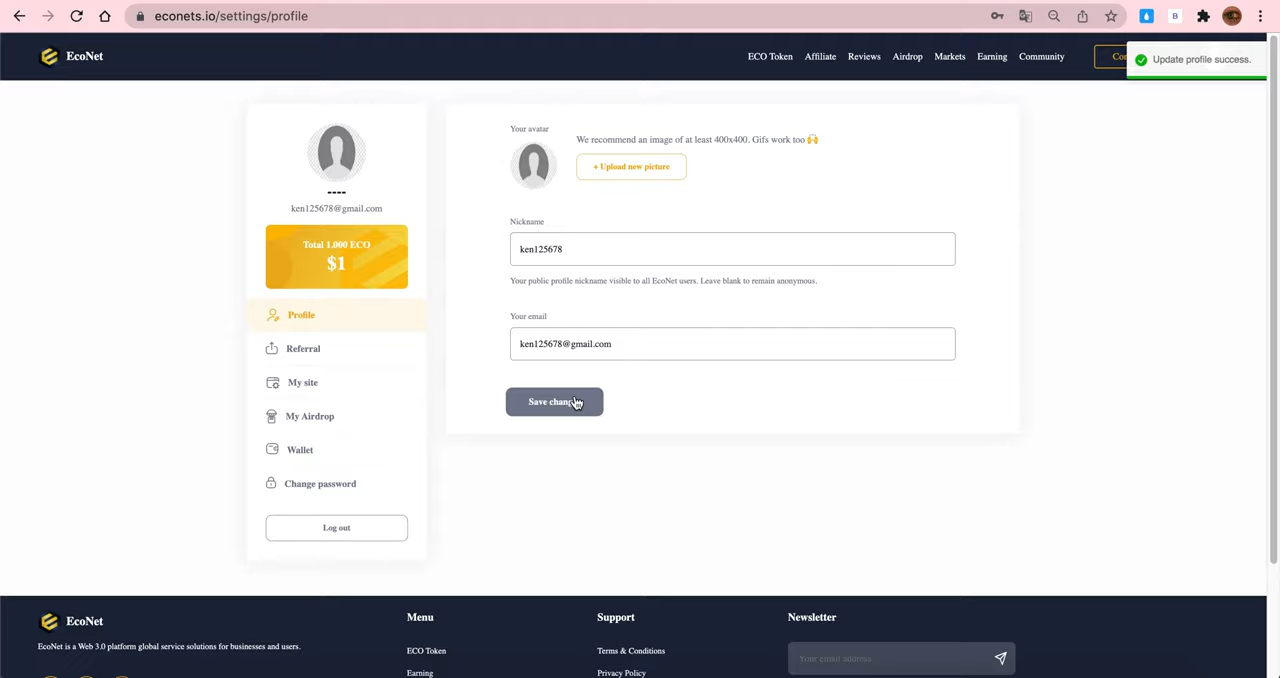 econets.io/settings/profile
B
EcoNet
ECO Token Affiliate Reviews Airdrop Markets Earning Community
Update profile success.
ken125678@gmail.com
Total 1.000 ECO
$1
Profile
Referral
My site
My Airdrop
Wallet
Change password
Log out
Your avatar
We recommend an image of at least 400x400. Gifs work too 🙌
+ Upload new picture
Nickname
ken125678
Your public profile nickname visible to all EcoNet users. Leave blank to remain anonymous.
Your email
ken125678@gmail.com
Save
EcoNet
EcoNet is a Web 3.0 platform global service solutions for businesses and users.
Menu
ECO Token
Earning
Support
Terms & Conditions
Privacy Policy
Newsletter
Your email address